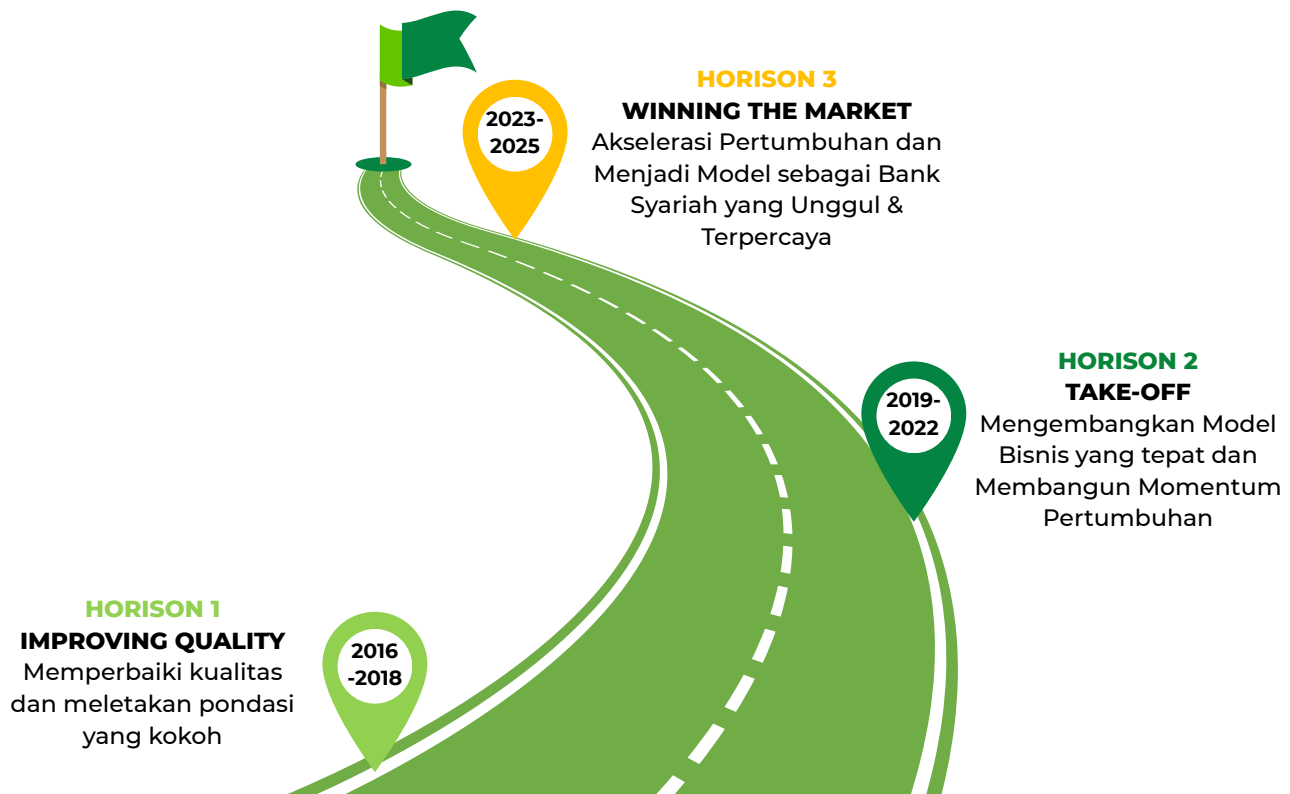 HORISON 3
WINNING THE MARKET
Akselerasi Pertumbuhan dan
Menjadi Model sebagai Bank
Syariah yang Unggul &
Terpercaya
2023-
2025
HORISON 2
TAKE-OFF
Mengembangkan Model
Bisnis yang tepat dan
Membangun Momentum
Pertumbuhan
2019-
2022
HORISON 1
IMPROVING QUALITY
Memperbaiki kualitas
dan meletakan pondasi
yang kokoh
2016
-2018